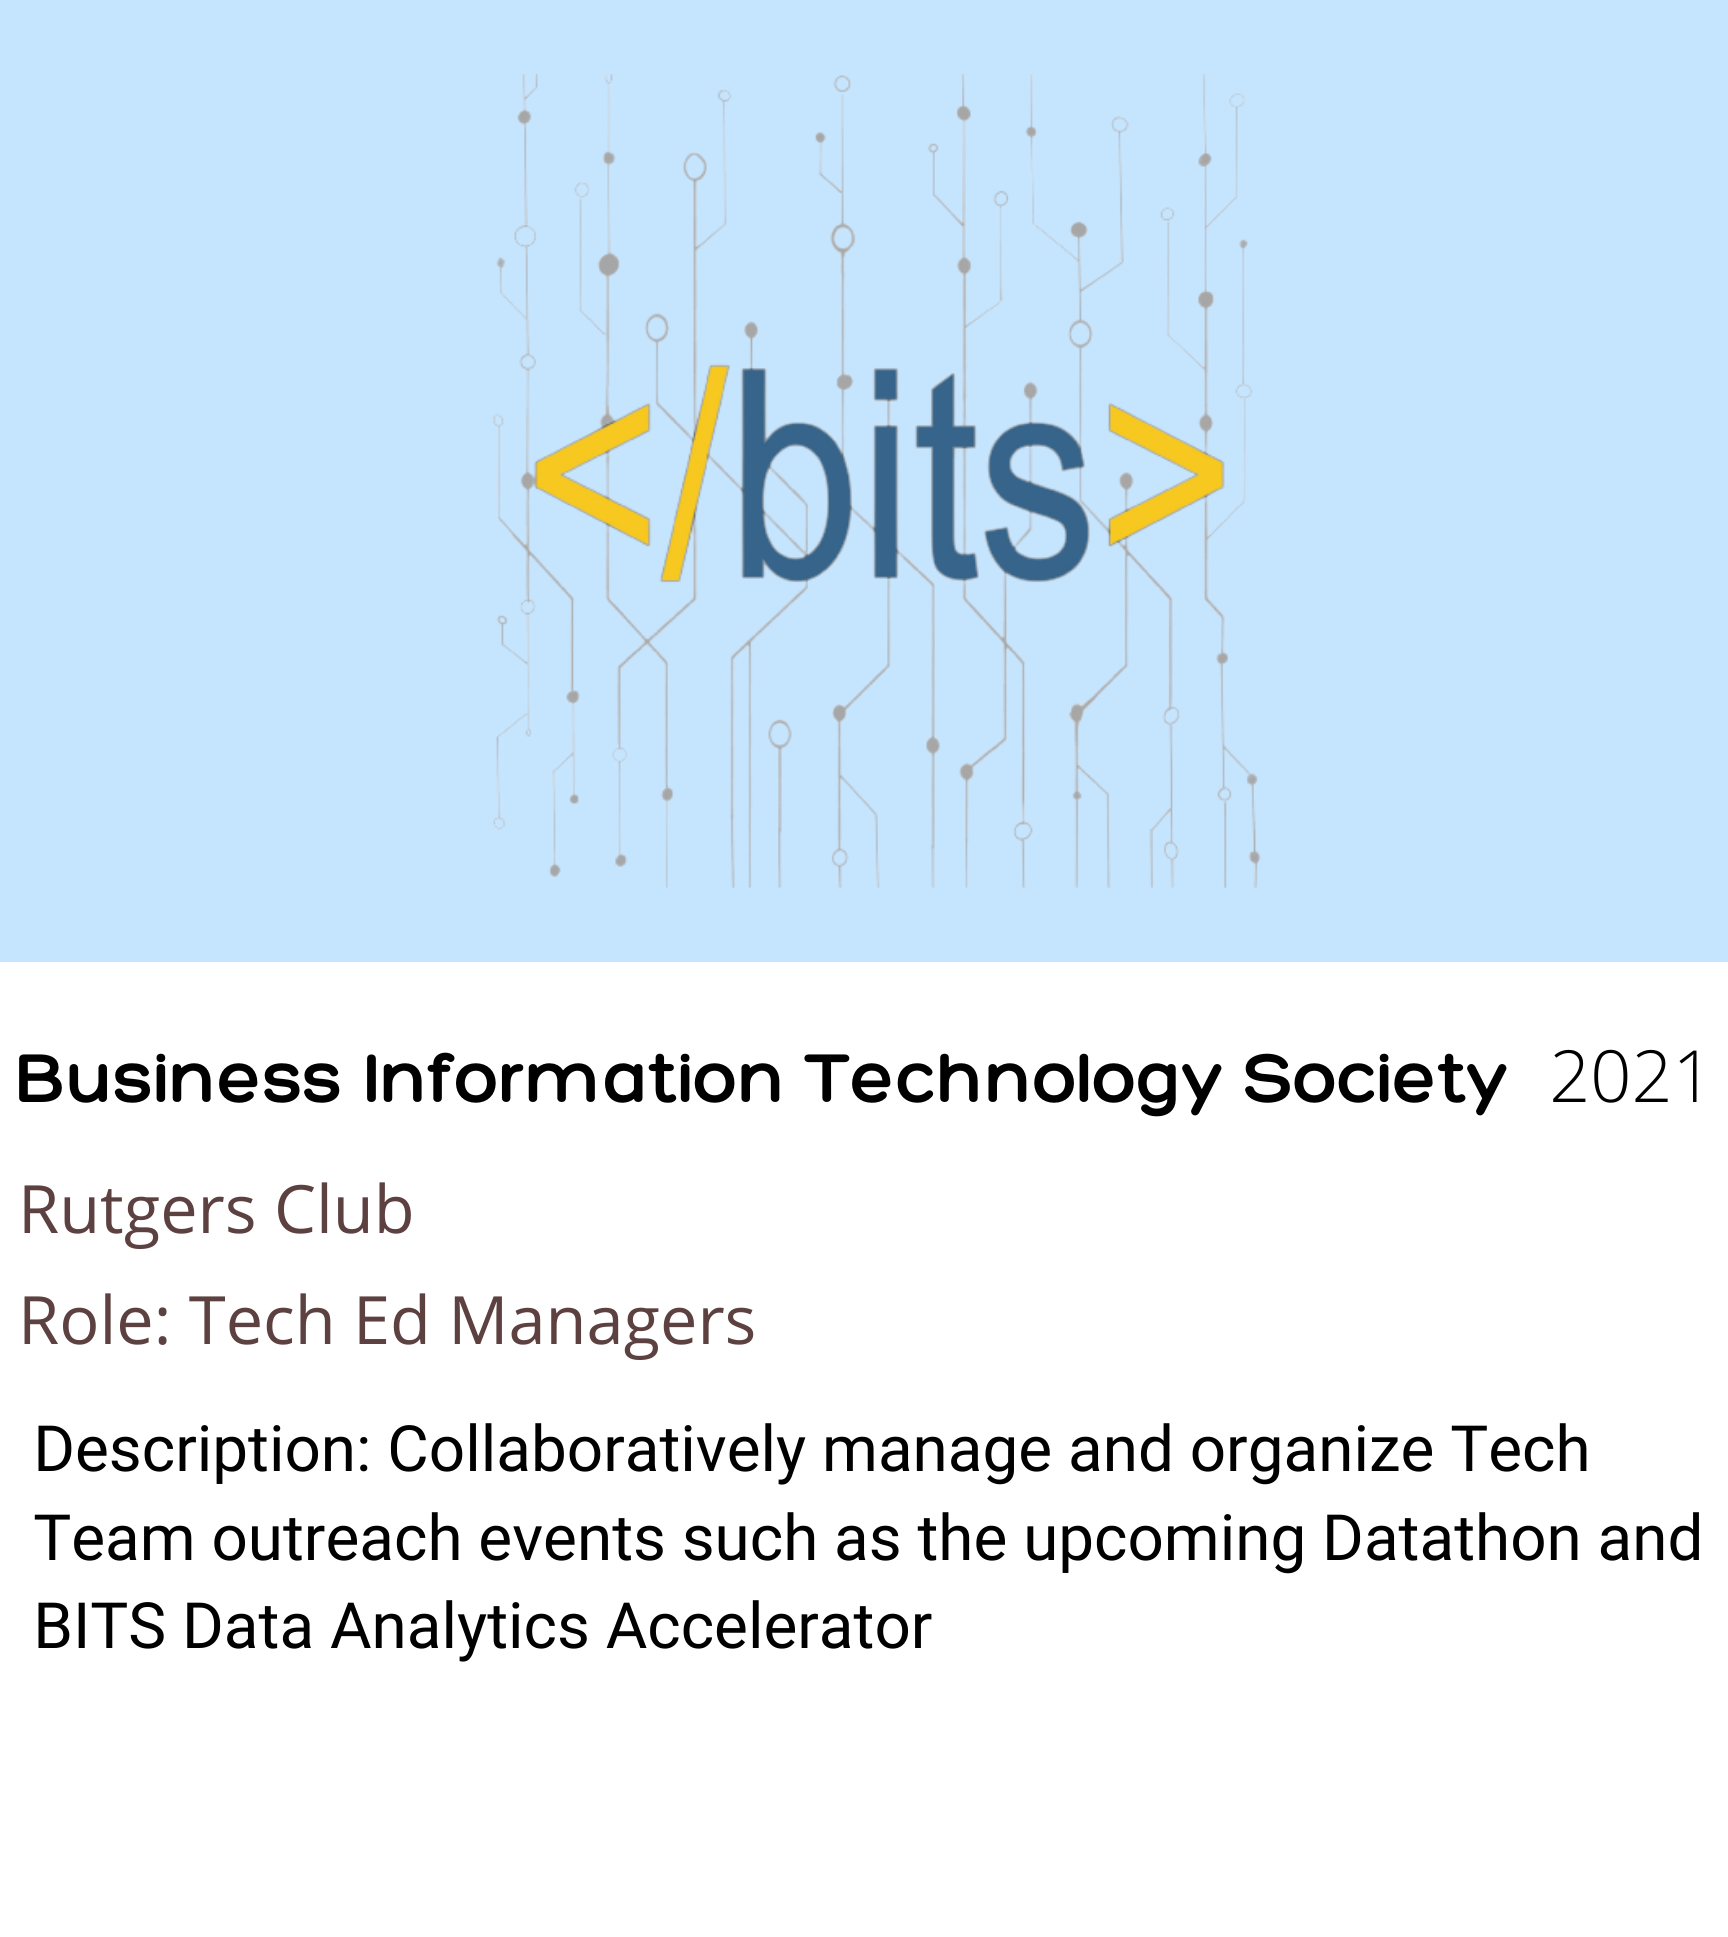 </bits>
Business Information Technology Society 2021
Rutgers Club
Role: Tech Ed Managers
Description: Collaboratively manage and organize Tech
Team outreach events such as the upcoming Datathon and
BITS Data Analytics Accelerator